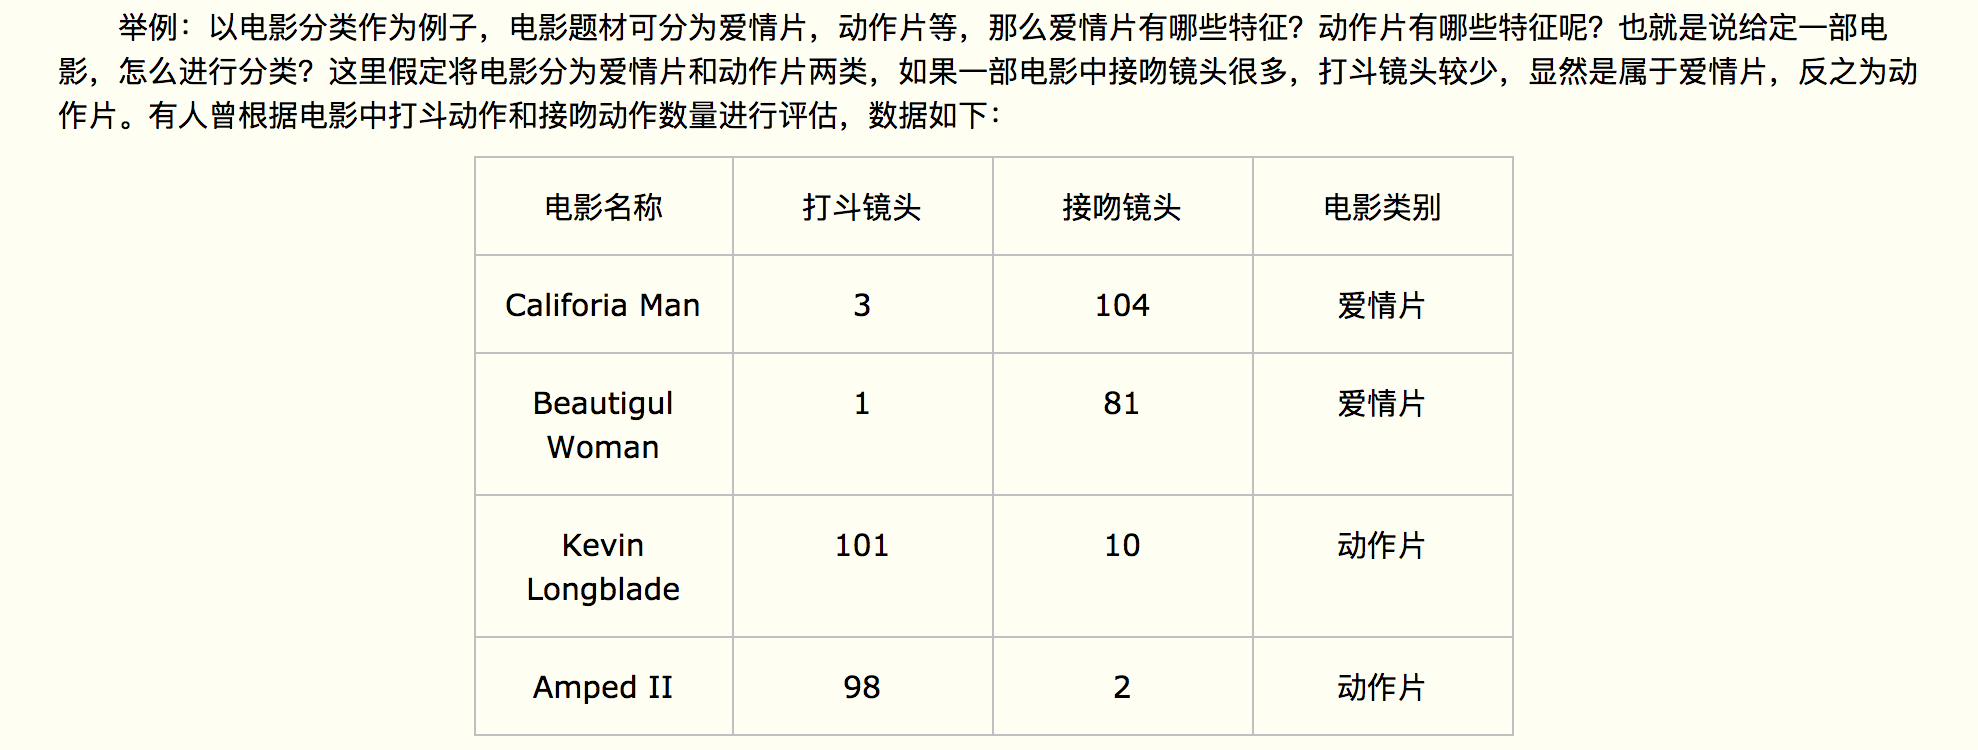 举例：以电影分类作为例子，电影题材可分为爱情片，动作片等，那么爱情片有哪些特征？动作片有哪些特征呢？也就是说给定一部电
影，怎么进行分类？这里假定将电影分为爱情片和动作片两类，如果一部电影中接吻镜头很多，打斗镜头较少，显然是属于爱情片，反之为动
作片。有人曾根据电影中打斗动作和接吻动作数量进行评估，数据如下：
电影名称 打斗镜头 接吻镜头 电影类别
Califoria Man 3 104 爱情片
Beautigul 1 81 爱情片
Woman
Kevin 101 10 动作片
Longblade
Amped II 98 2 动作片